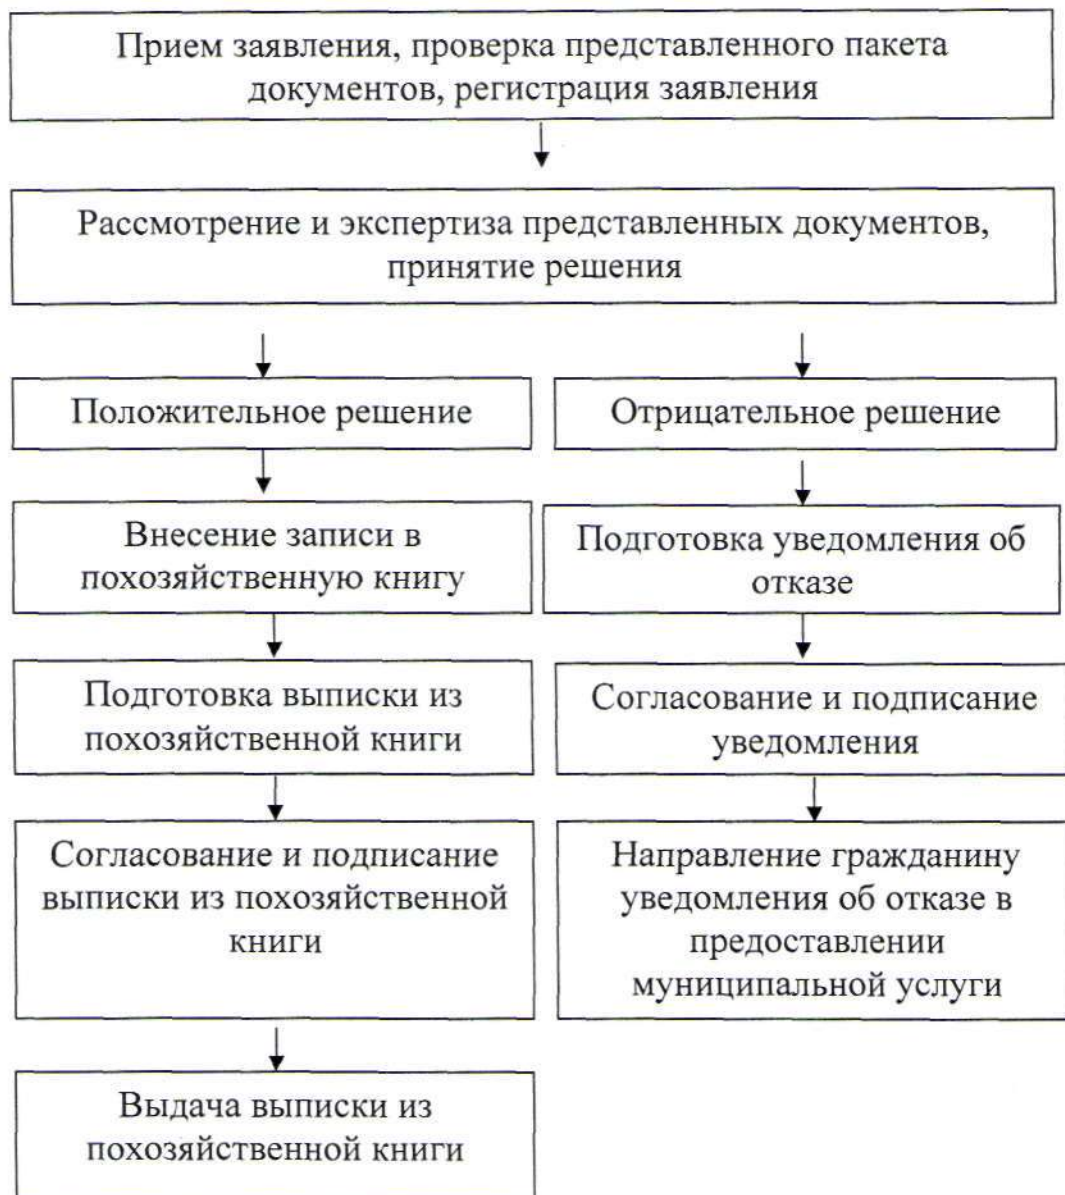 Прием заявления, проверка представленного пакета
документов, регистрация заявления
Рассмотрение и экспертиза представленных документов,
принятие решения
Положительное решение
Отрицательное решение
Внесение записи в
похозяйственную книгу
Подготовка уведомления об
отказе
Подготовка выписки из
похозяйственной книги
Согласование и подписание
уведомления
Согласование и подписание
выписки из похозяйственной
книги
Направление гражданину
уведомления об отказе в
предоставлении
муниципальной услуги
Выдача выписки из
похозяйственной книги